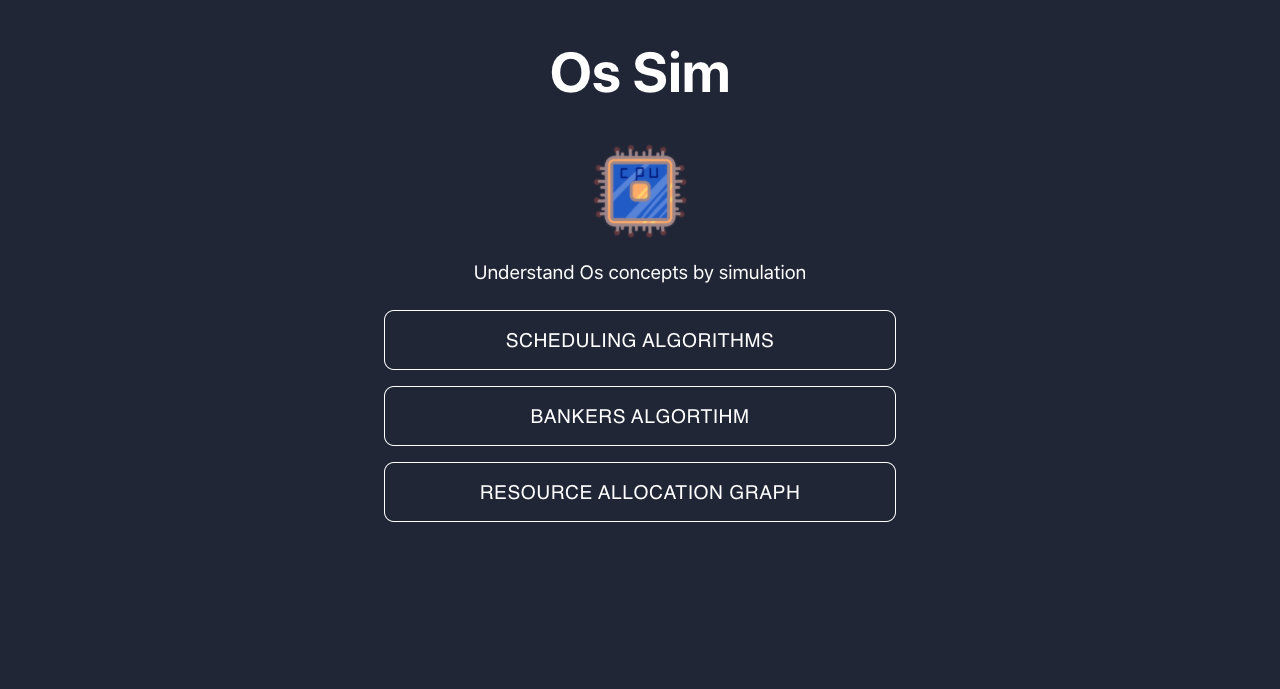 Os Sim
cpu
Understand Os concepts by simulation
SCHEDULING ALGORITHMS
BANKERS ALGORTIHM
RESOURCE ALLOCATION GRAPH